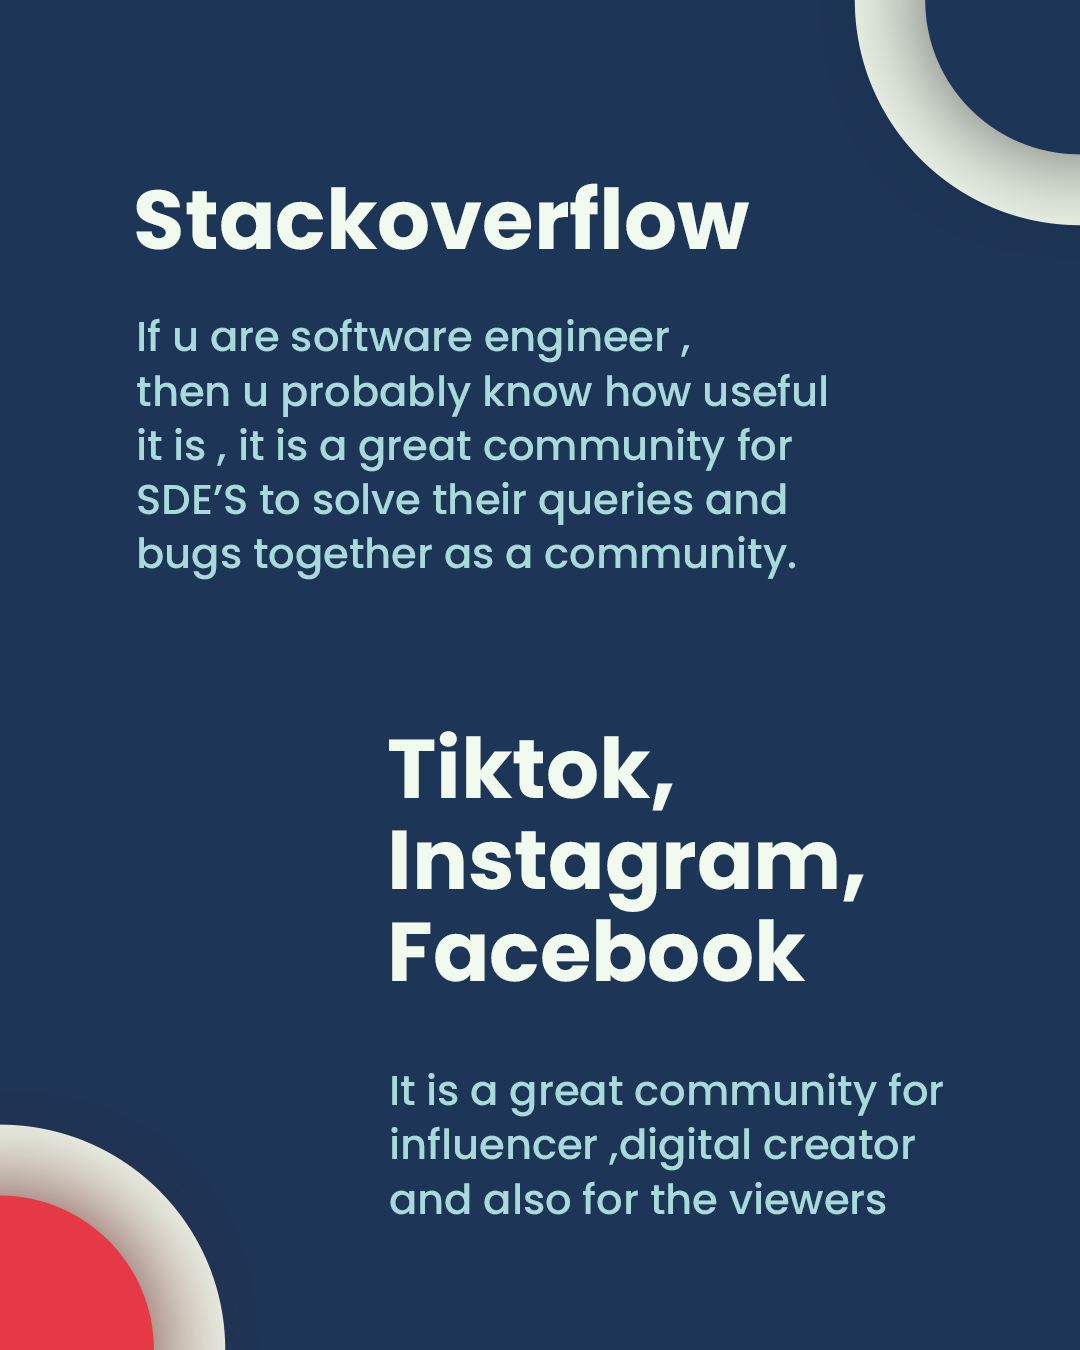 Stackoverflow
If u are software engineer ,
then u probably know how useful
it is , it is a great community for
SDE’S to solve their queries and
bugs together as a community.
Tiktok,
Instagram,
Facebook
It is a great community for
influencer ,digital creator
and also for the viewers